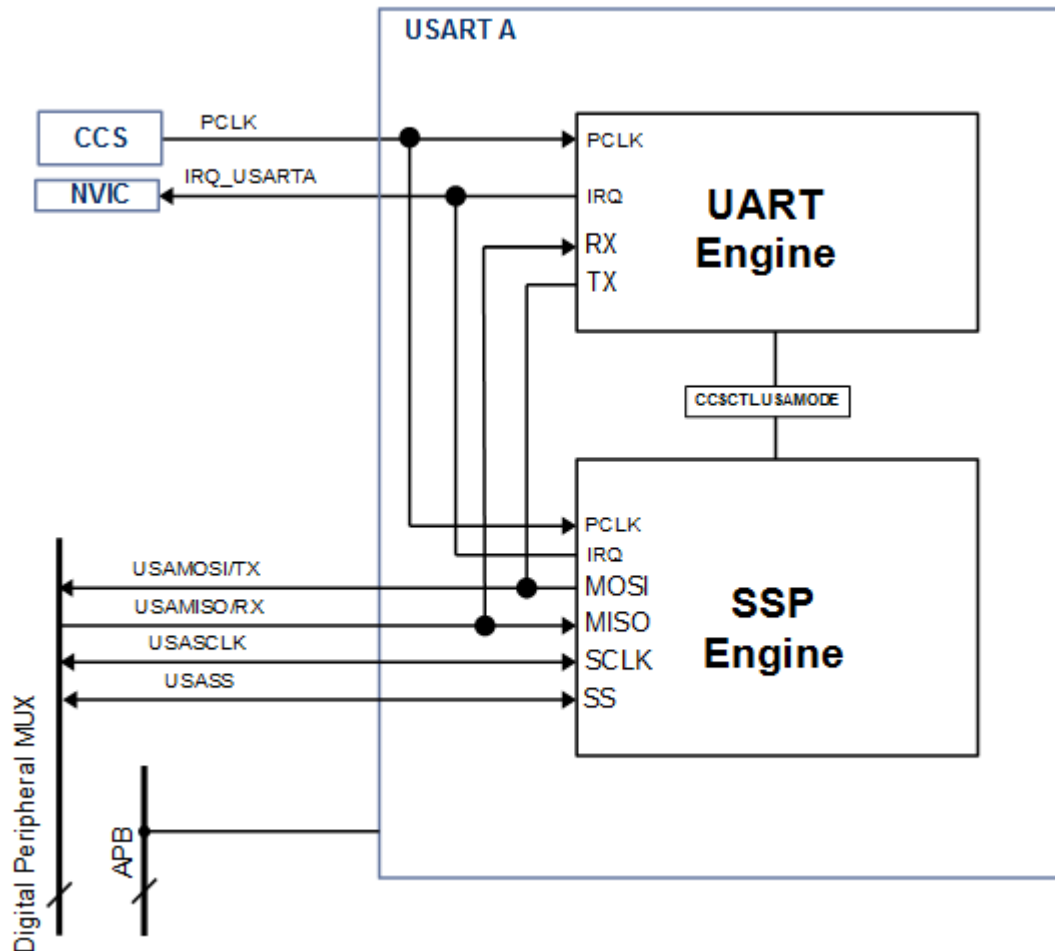 USART A
CCS
PCLK
PCLK
NVIC
IRQ_USARTA
IRQ
UART
Engine
RX
TX
CCSCTL.USAMODE
PCLK
IRQ
USAMOSI/TX
MOSI
USAMISO/RX
MISO
SSP
Engine
USASCLK
SCLK
USASS
SS
Digital Peripheral MUX
APB